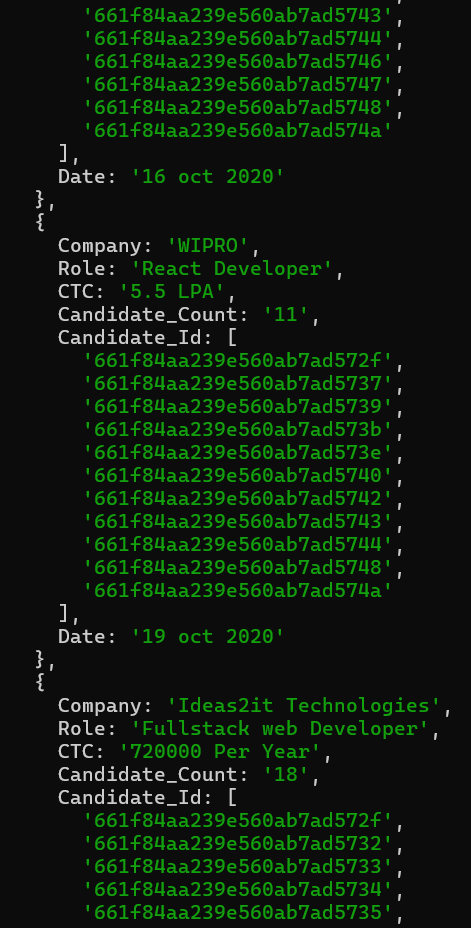 '661f84aa239e560ab7ad5743',
'661f84aa239e560ab7ad5744',
'661f84aa239e560ab7ad5746',
'661f84aa239e560ab7ad5747',
'661f84aa239e560ab7ad5748',
'661f84aa239e560ab7ad574a'
],
Date: '16 oct 2020'
},
{
Company: 'WIPRO',
Role: 'React Developer',
CTC: '5.5 LPA',
Candidate_Count: '11',
Candidate_Id: [
'661f84aa239e560ab7ad572f',
'661f84aa239e560ab7ad5737',
'661f84aa239e560ab7ad5739',
'661f84aa239e560ab7ad573b',
'661f84aa239e560ab7ad573e',
'661f84aa239e560ab7ad5740',
'661f84aa239e560ab7ad5742',
'661f84aa239e560ab7ad5743',
'661f84aa239e560ab7ad5744',
'661f84aa239e560ab7ad5748',
'661f84aa239e560ab7ad574a'
],
Date: '19 oct 2020'
},
{
Company: 'Ideas2it Technologies',
Role: 'Fullstack web Developer',
CTC: '720000 Per Year',
Candidate_Count: '18',
Candidate_Id: [
'661f84aa239e560ab7ad572f',
'661f84aa239e560ab7ad5732',
'661f84aa239e560ab7ad5733',
'661f84aa239e560ab7ad5734',
'661f84aa239e560ab7ad5735',